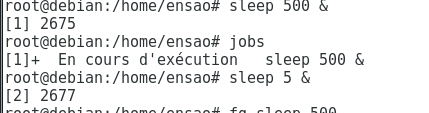 root@debian:/home/ensao# sleep 500 &
[1] 2675
root@debian:/home/ensao# jobs
[1]+  En cours d'exécution   sleep 500 &
root@debian:/home/ensao# sleep 5 &
[2] 2677
root@debian:/home/ensao# fg sleep 500